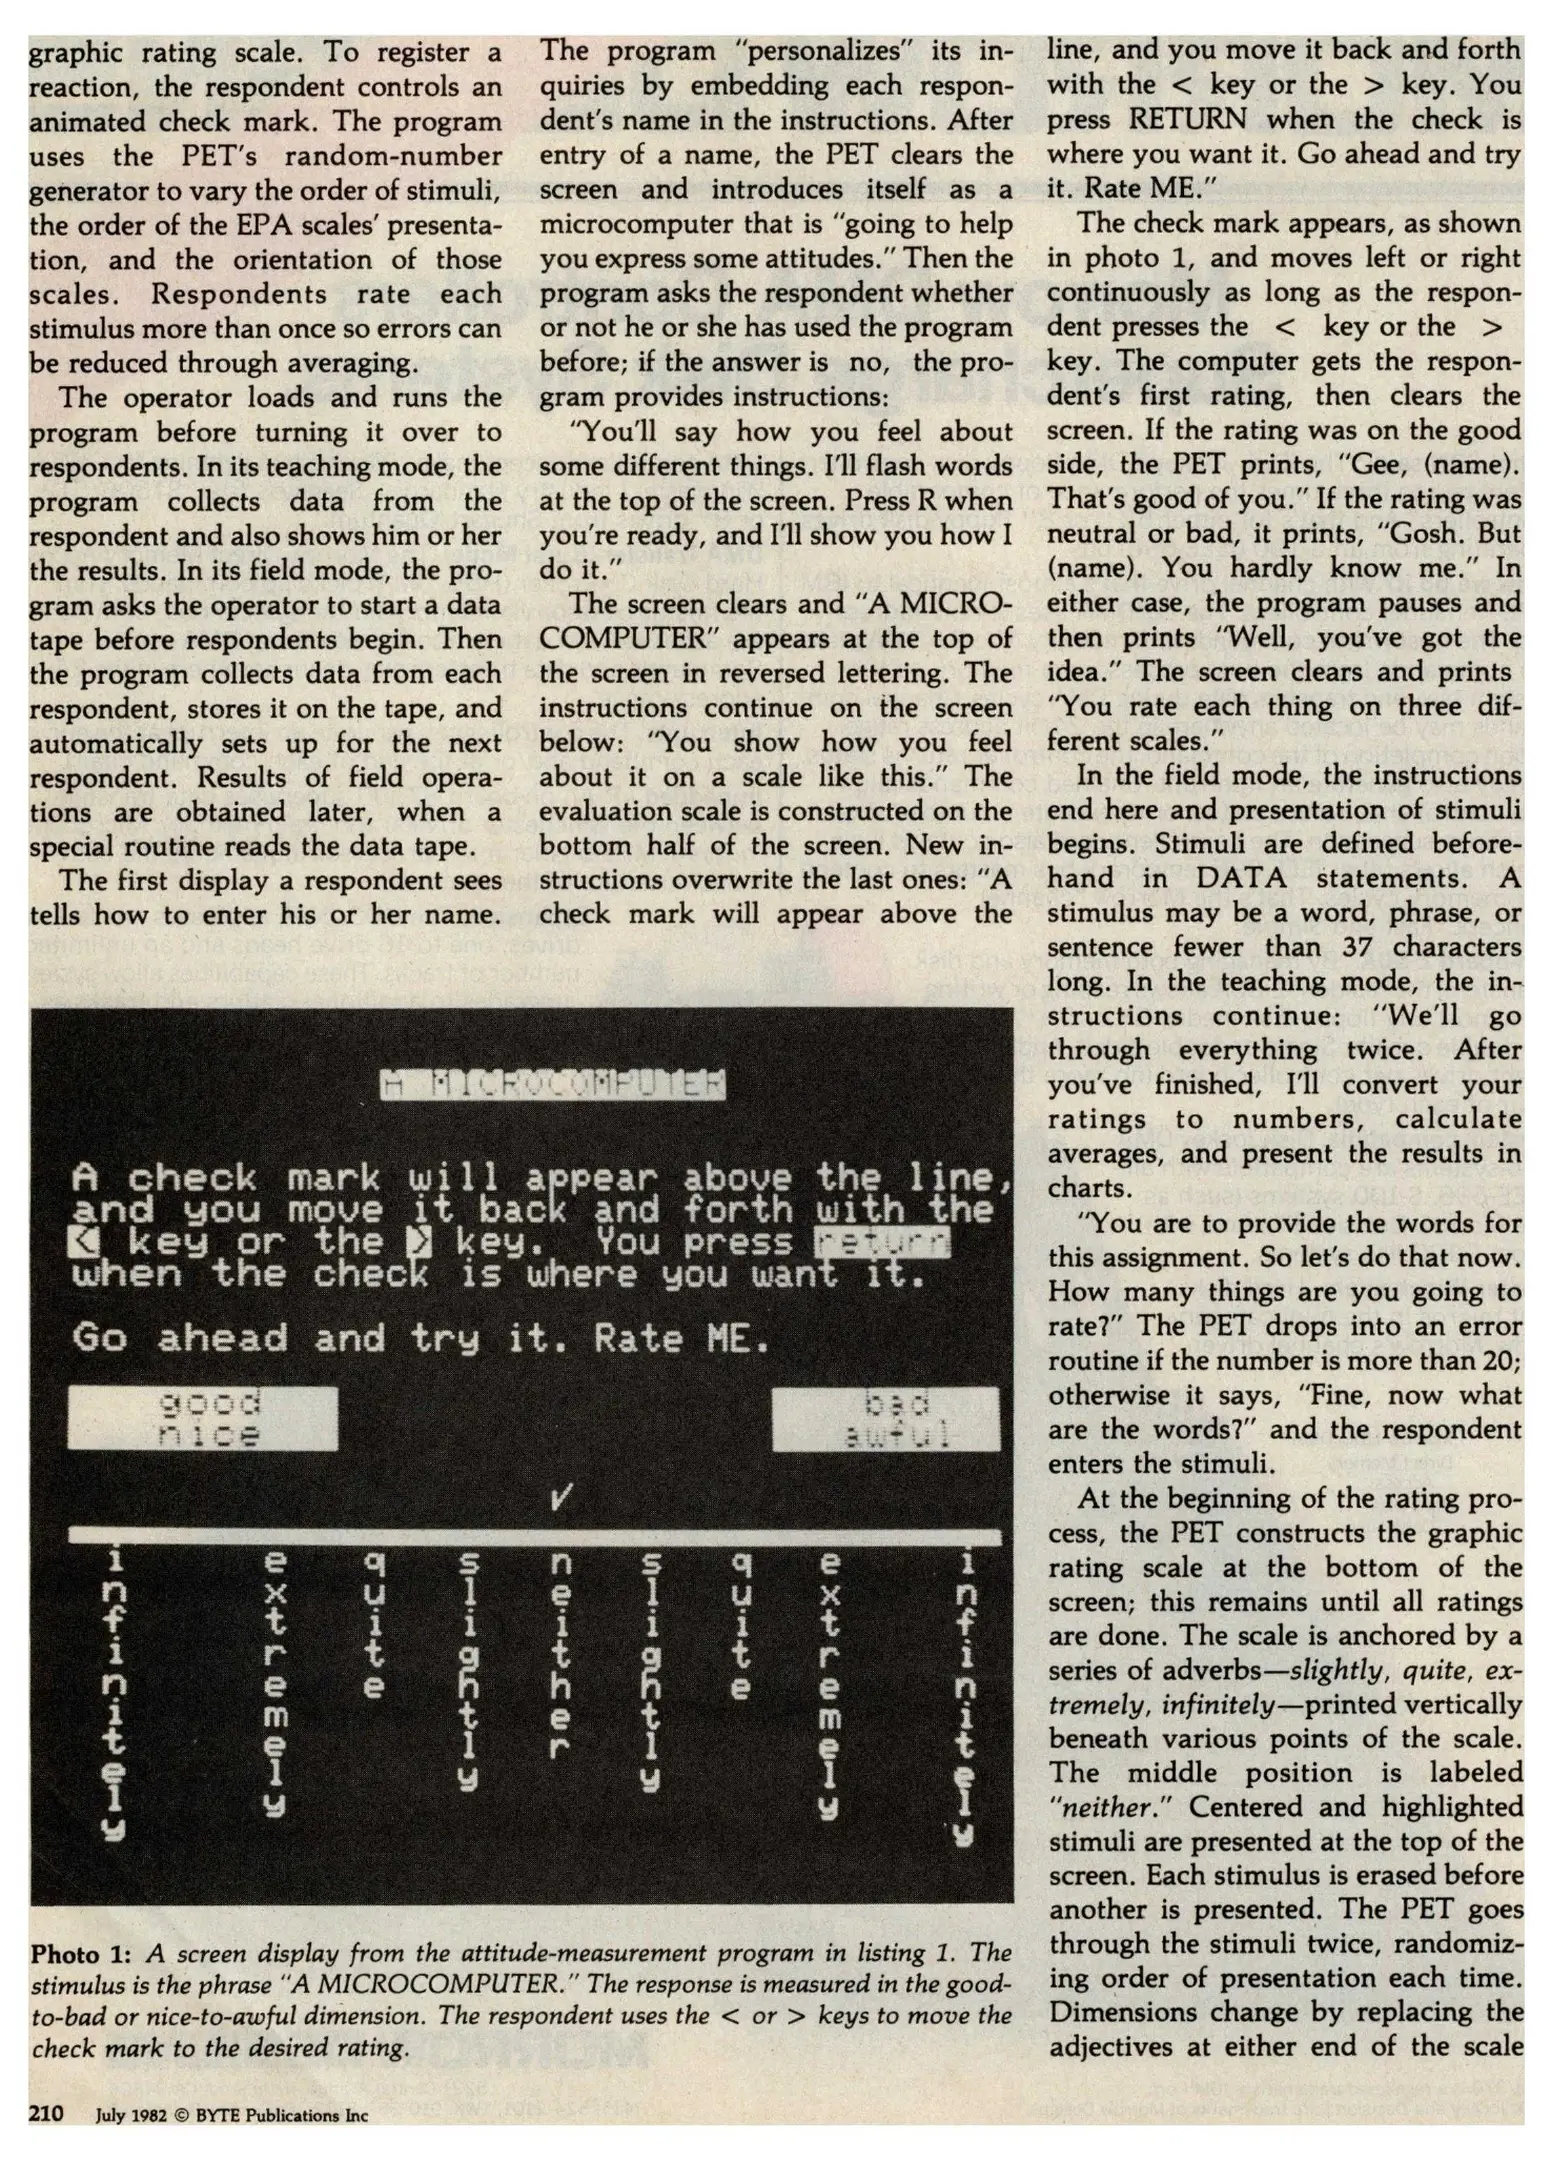 graphic rating scale. To register a
reaction, the respondent controls an
animated check mark. The program
uses the PET's random-number
generator to vary the order of stimuli,
the order of the EPA scales' presenta-
tion, and the orientation of those
scales. Respondents rate each
stimulus more than once so errors can
be reduced through averaging.
The operator loads and runs the
program before turning it over to
respondents. In its teaching mode, the
program collects data from the
respondent and also shows him or her
the results. In its field mode, the pro-
gram asks the operator to start a data
tape before respondents begin. Then
the program collects data from each
respondent, stores it on the tape, and
automatically sets up for the next
respondent. Results of field opera-
tions are obtained later, when a
special routine reads the data tape.
The first display a respondent sees
tells how to enter his or her name.
The program "personalizes" its in-
quiries by embedding each respon-
dent's name in the instructions. After
entry of a name, the PET clears the
screen and introduces itself as a
microcomputer that is "going to help
you express some attitudes." Then the
program asks the respondent whether
or not he or she has used the program
before; if the answer is no, the pro-
gram provides instructions:
"You'll say how you feel about
some different things. I'll flash words
at the top of the screen. Press R when
you're ready, and I'll show you how I
do it."
The screen clears and "A MICRO-
COMPUTER" appears at the top of
the screen in reversed lettering. The
instructions continue on the screen
below: "You show how you feel
about it on a scale like this." The
evaluation scale is constructed on the
bottom half of the screen. New in-
structions overwrite the last ones: "A
check mark will appear above the
line, and you move it back and forth
with the < key or the > key. You
press RETURN when the check is
where you want it. Go ahead and try
it. Rate ME."
The check mark appears, as shown
in photo 1, and moves left or right
continuously as long as the respon-
dent presses the < key or the >
key. The computer gets the respon-
dent's first rating, then clears the
screen. If the rating was on the good
side, the PET prints, "Gee, (name).
That's good of you." If the rating was
neutral or bad, it prints, "Gosh. But
(name). You hardly know me." In
either case, the program pauses and
then prints "Well, you've got the
idea." The screen clears and prints
"You rate each thing on three dif-
ferent scales."
In the field mode, the instructions
end here and presentation of stimuli
begins. Stimuli are defined before-
hand in DATA statements. A
stimulus may be a word, phrase, or
sentence fewer than 37 characters
long. In the teaching mode, the in-
structions continue: "We'll go
through everything twice. After
you've finished, I'll convert your
ratings to numbers, calculate
averages, and present the results in
charts.
"You are to provide the words for
this assignment. So let's do that now.
How many things are you going to
rate?" The PET drops into an error
routine if the number is more than 20;
otherwise it says, "Fine, now what
are the words?" and the respondent
enters the stimuli.
At the beginning of the rating pro-
cess, the PET constructs the graphic
rating scale at the bottom of the
screen; this remains until all ratings
are done. The scale is anchored by a
series of adverbs—slightly, quite, ex-
tremely, infinitely—printed vertically
beneath various points of the scale.
The middle position is labeled
"neither." Centered and highlighted
stimuli are presented at the top of the
screen. Each stimulus is erased before
another is presented. The PET goes
through the stimuli twice, randomiz-
ing order of presentation each time.
Dimensions change by replacing the
adjectives at either end of the scale
A MICROCOMPUTER
A check mark will appear above the line,
and you move it back and forth with the
< key or the > key. You press return
when the check is where you want it.
Go ahead and try it. Rate ME.
good
nice
bad
awful
✓
infinitely
extremely
quite
slightly
neither
slightly
quite
extremely
infinitely
Photo 1: A screen display from the attitude-measurement program in listing 1. The
stimulus is the phrase "A MICROCOMPUTER." The response is measured in the good-
to-bad or nice-to-awful dimension. The respondent uses the < or > keys to move the
check mark to the desired rating.
210 July 1982 © BYTE Publications Inc